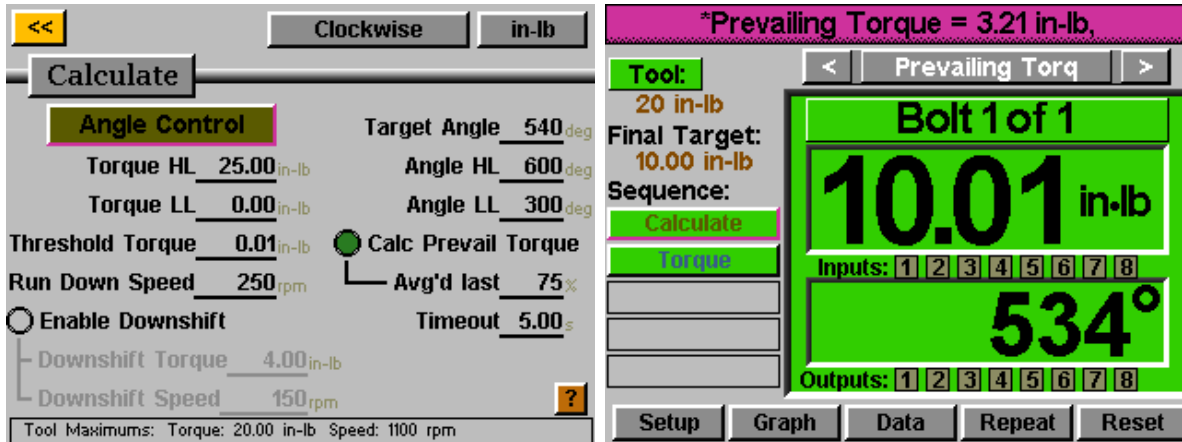 << Clockwise in-lb
Calculate
Angle Control
Target Angle 540 deg
Torque HL 25.00 in-lb
Angle HL 600 deg
Torque LL 0.00 in-lb
Angle LL 300 deg
Threshold Torque 0.01 in-lb
Calc Prevail Torque
Run Down Speed 250 rpm
Avg'd last 75 %
Enable Downshift
Timeout 5.00 s
Downshift Torque 4.00 in-lb
Downshift Speed 150 rpm
?
Tool Maximums: Torque: 20.00 in-lb Speed: 1100 rpm
*Prevailing Torque = 3.21 in-lb,
Tool:
20 in-lb
Final Target:
10.00 in-lb
Sequence:
Calculate
Torque
< Prevailing Torq >
Bolt 1 of 1
10.01 in•lb
Inputs: 1 2 3 4 5 6 7 8
534°
Outputs: 1 2 3 4 5 6 7 8
Setup Graph Data Repeat Reset